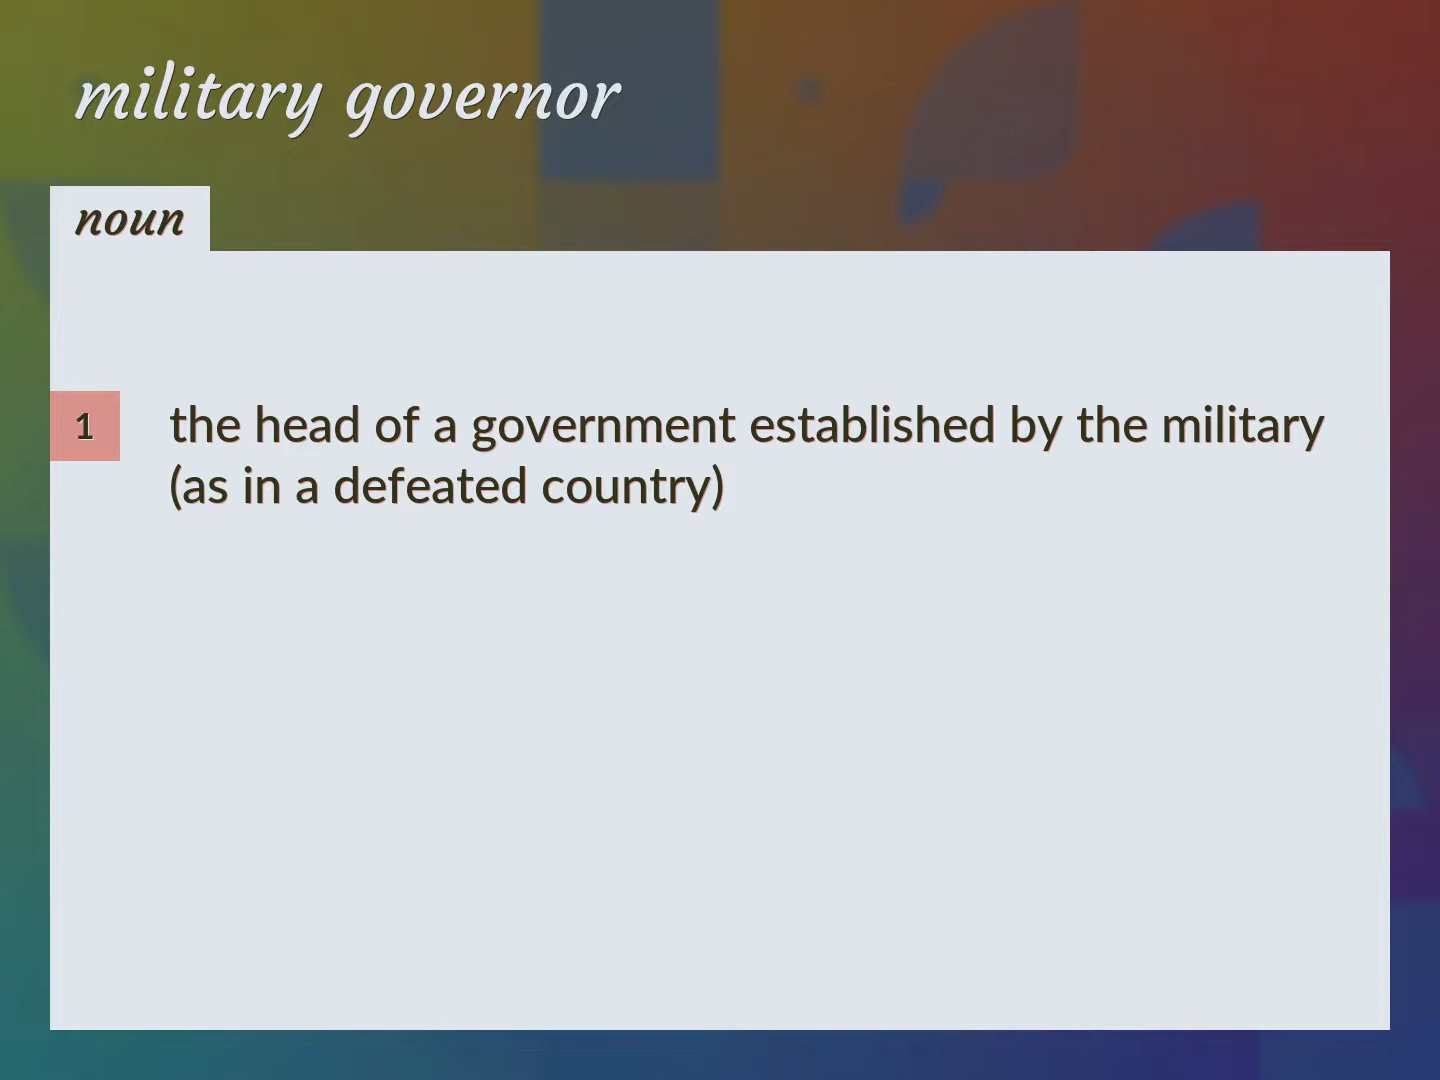 military governor
noun
1 the head of a government established by the military
(as in a defeated country)